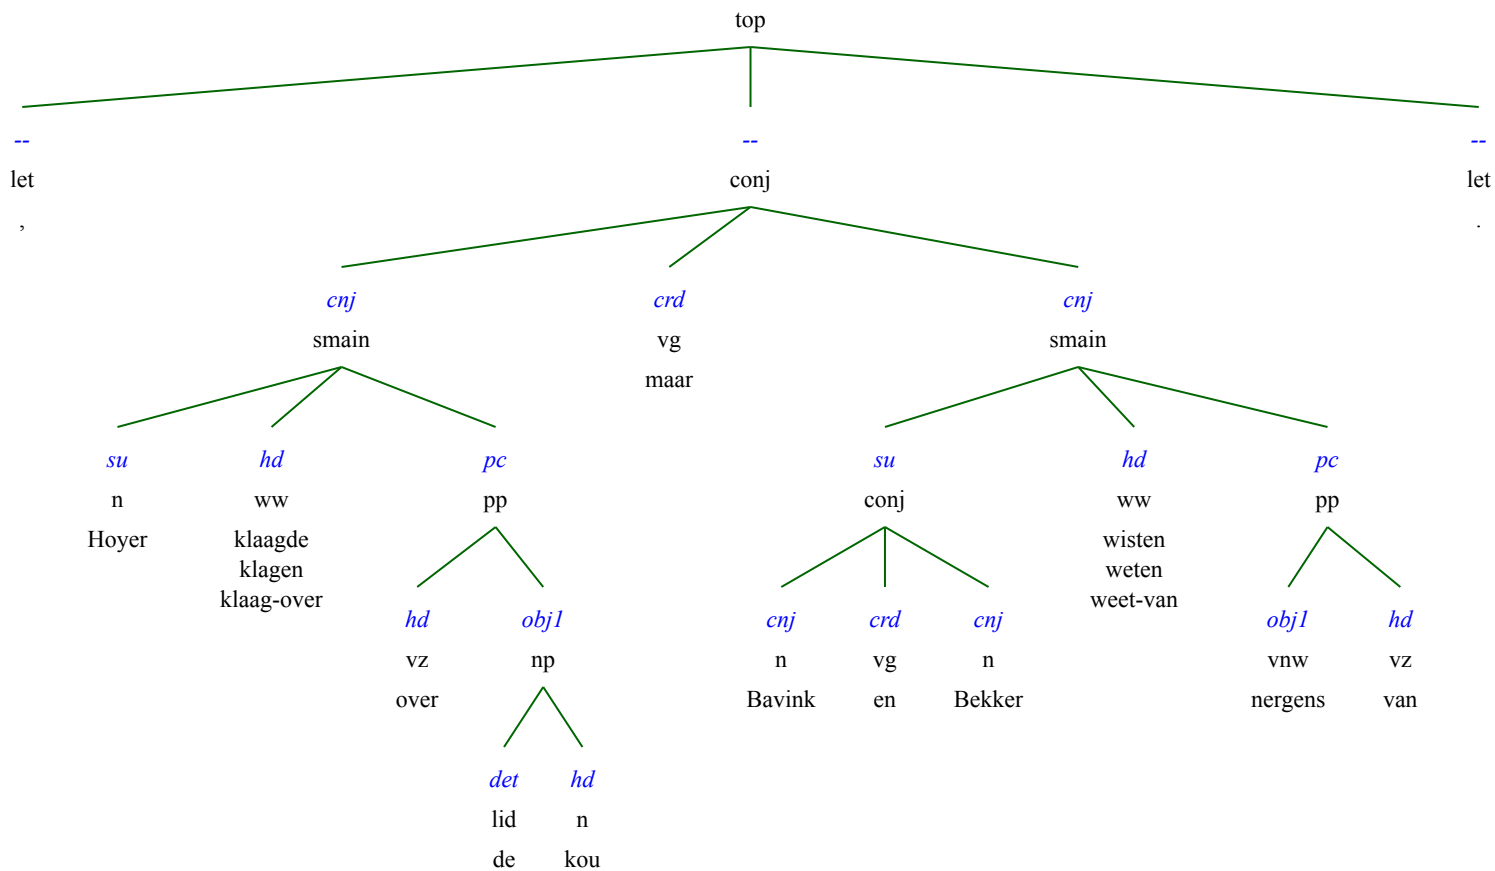 top
-- -- --
let conj let
, .
cnj crd cnj
smain vg smain
maar
su hd pc su hd pc
n ww pp conj ww pp
Hoyer klaagde wisten
klagen weten
klaag-over weet-van
hd obj1 cnj crd cnj obj1 hd
vz np n vg n vnw vz
over Bavink en Bekker nergens van
det hd
lid n
de kou